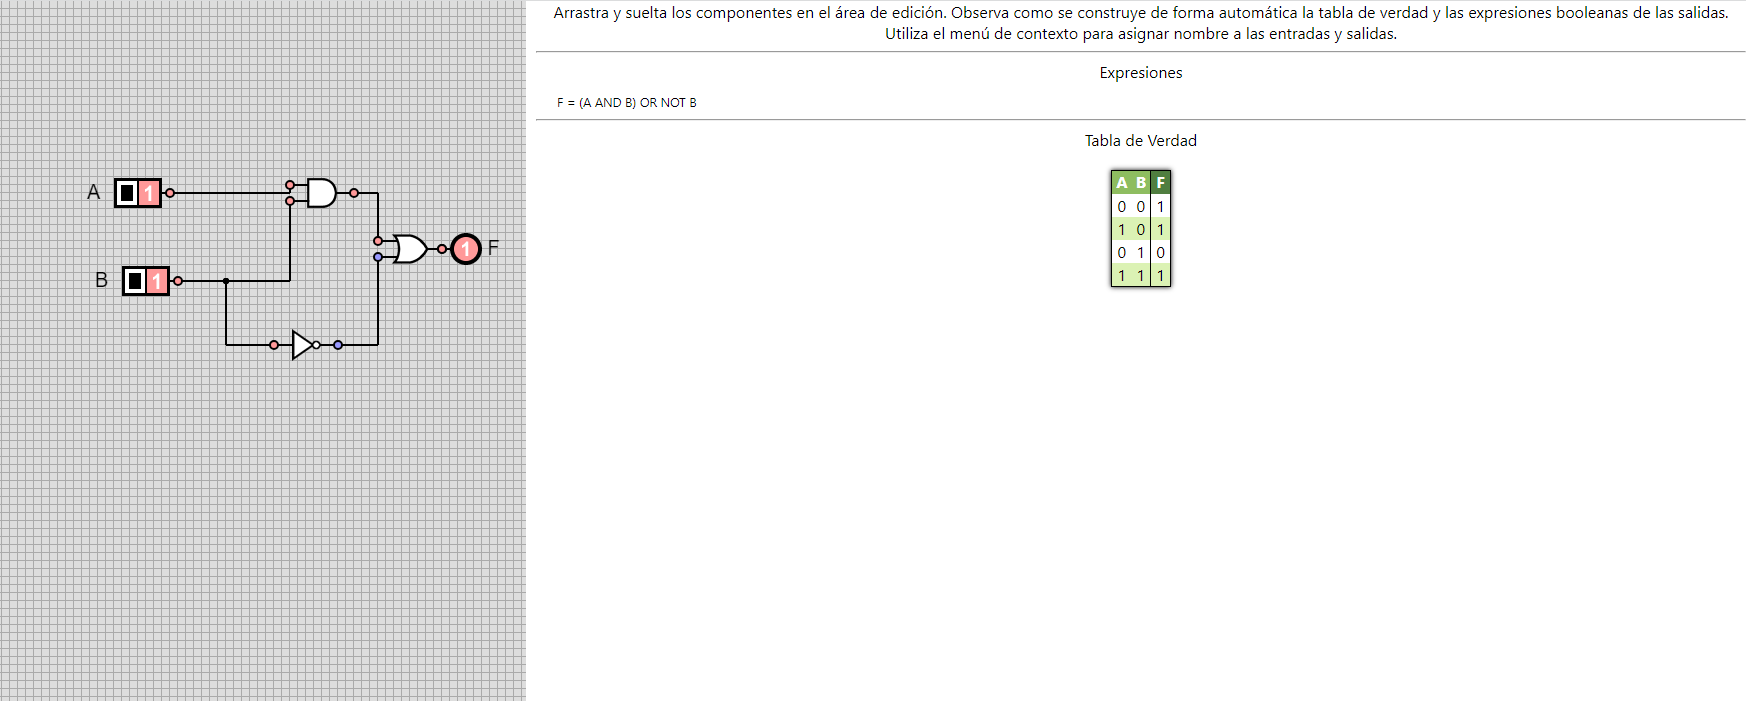 Arrastra y suelta los componentes en el área de edición. Observa como se construye de forma automática la tabla de verdad y las expresiones booleanas de las salidas.
Utiliza el menú de contexto para asignar nombre a las entradas y salidas.
Expresiones
F = (A AND B) OR NOT B
Tabla de Verdad
A B F
0 0 1
1 0 1
0 1 0
1 1 1
A 1
1 F
B 1